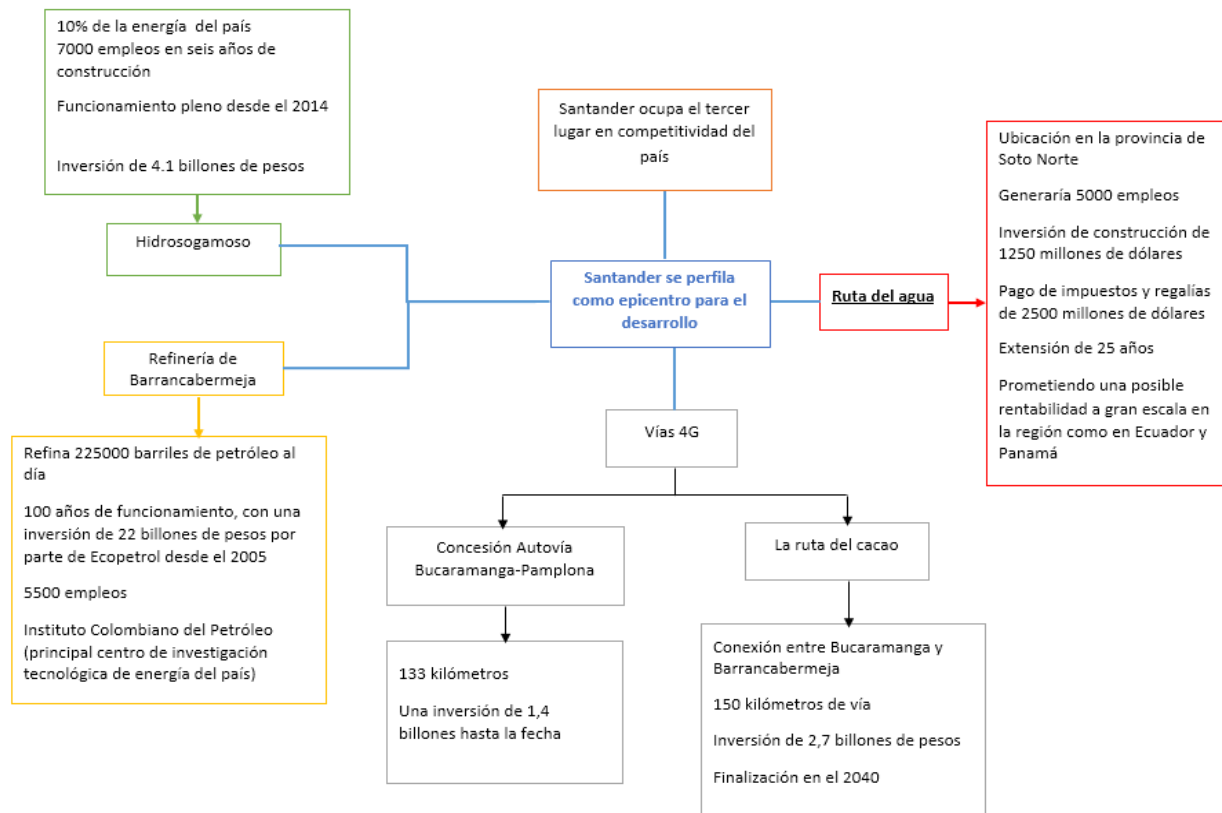 10% de la energía del país
7000 empleos en seis años de
construcción
Funcionamiento pleno desde el 2014
Inversión de 4.1 billones de pesos
Hidrosogamoso
Refinería de
Barrancabermeja
Refina 225000 barriles de petróleo al
día
100 años de funcionamiento, con una
inversión de 22 billones de pesos por
parte de Ecopetrol desde el 2005
5500 empleos
Instituto Colombiano del Petróleo
(principal centro de investigación
tecnológica de energía del país)
Santander ocupa el tercer
lugar en competitividad del
país
Santander se perfila
como epicentro para el
desarrollo
Vías 4G
Concesión Autovía
Bucaramanga-Pamplona
133 kilómetros
Una inversión de 1,4
billones hasta la fecha
La ruta del cacao
Conexión entre Bucaramanga y
Barrancabermeja
150 kilómetros de vía
Inversión de 2,7 billones de pesos
Finalización en el 2040
Ruta del agua
Ubicación en la provincia de
Soto Norte
Generaría 5000 empleos
Inversión de construcción de
1250 millones de dólares
Pago de impuestos y regalías
de 2500 millones de dólares
Extensión de 25 años
Prometiendo una posible
rentabilidad a gran escala en
la región como en Ecuador y
Panamá